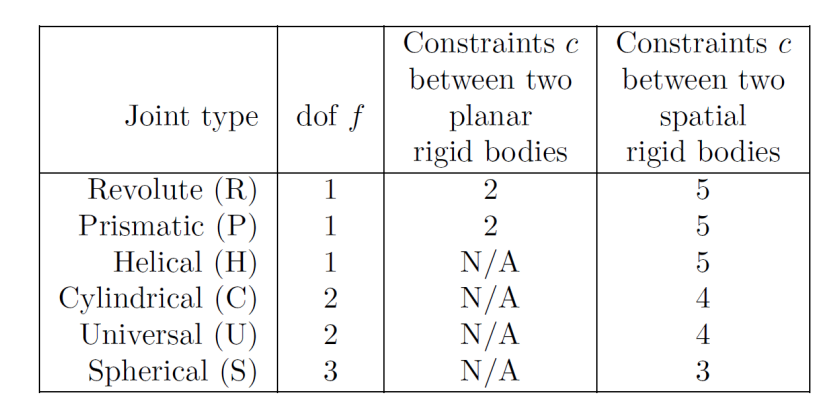 Constraints c Constraints c
between two between two
Joint type dof f planar spatial
rigid bodies rigid bodies
Revolute (R) 1 2 5
Prismatic (P) 1 2 5
Helical (H) 1 N/A 5
Cylindrical (C) 2 N/A 4
Universal (U) 2 N/A 4
Spherical (S) 3 N/A 3